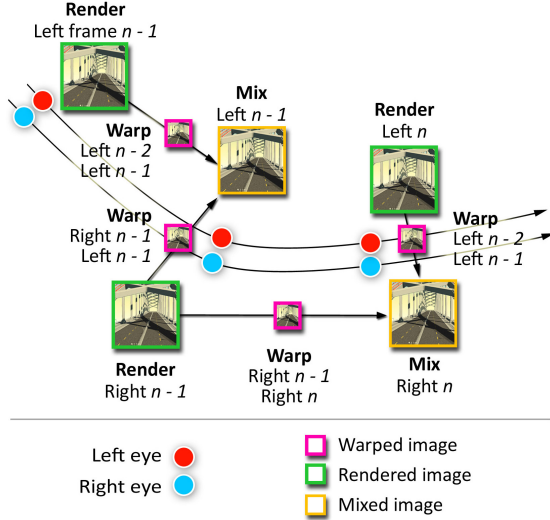 Render
Left frame n - 1
Mix
Left n - 1
Render
Left n
Warp
Left n - 2
Left n - 1
Warp
Right n - 1
Left n - 1
Warp
Left n - 2
Left n - 1
Render
Right n - 1
Warp
Right n - 1
Right n
Mix
Right n
Left eye
Right eye
Warped image
Rendered image
Mixed image